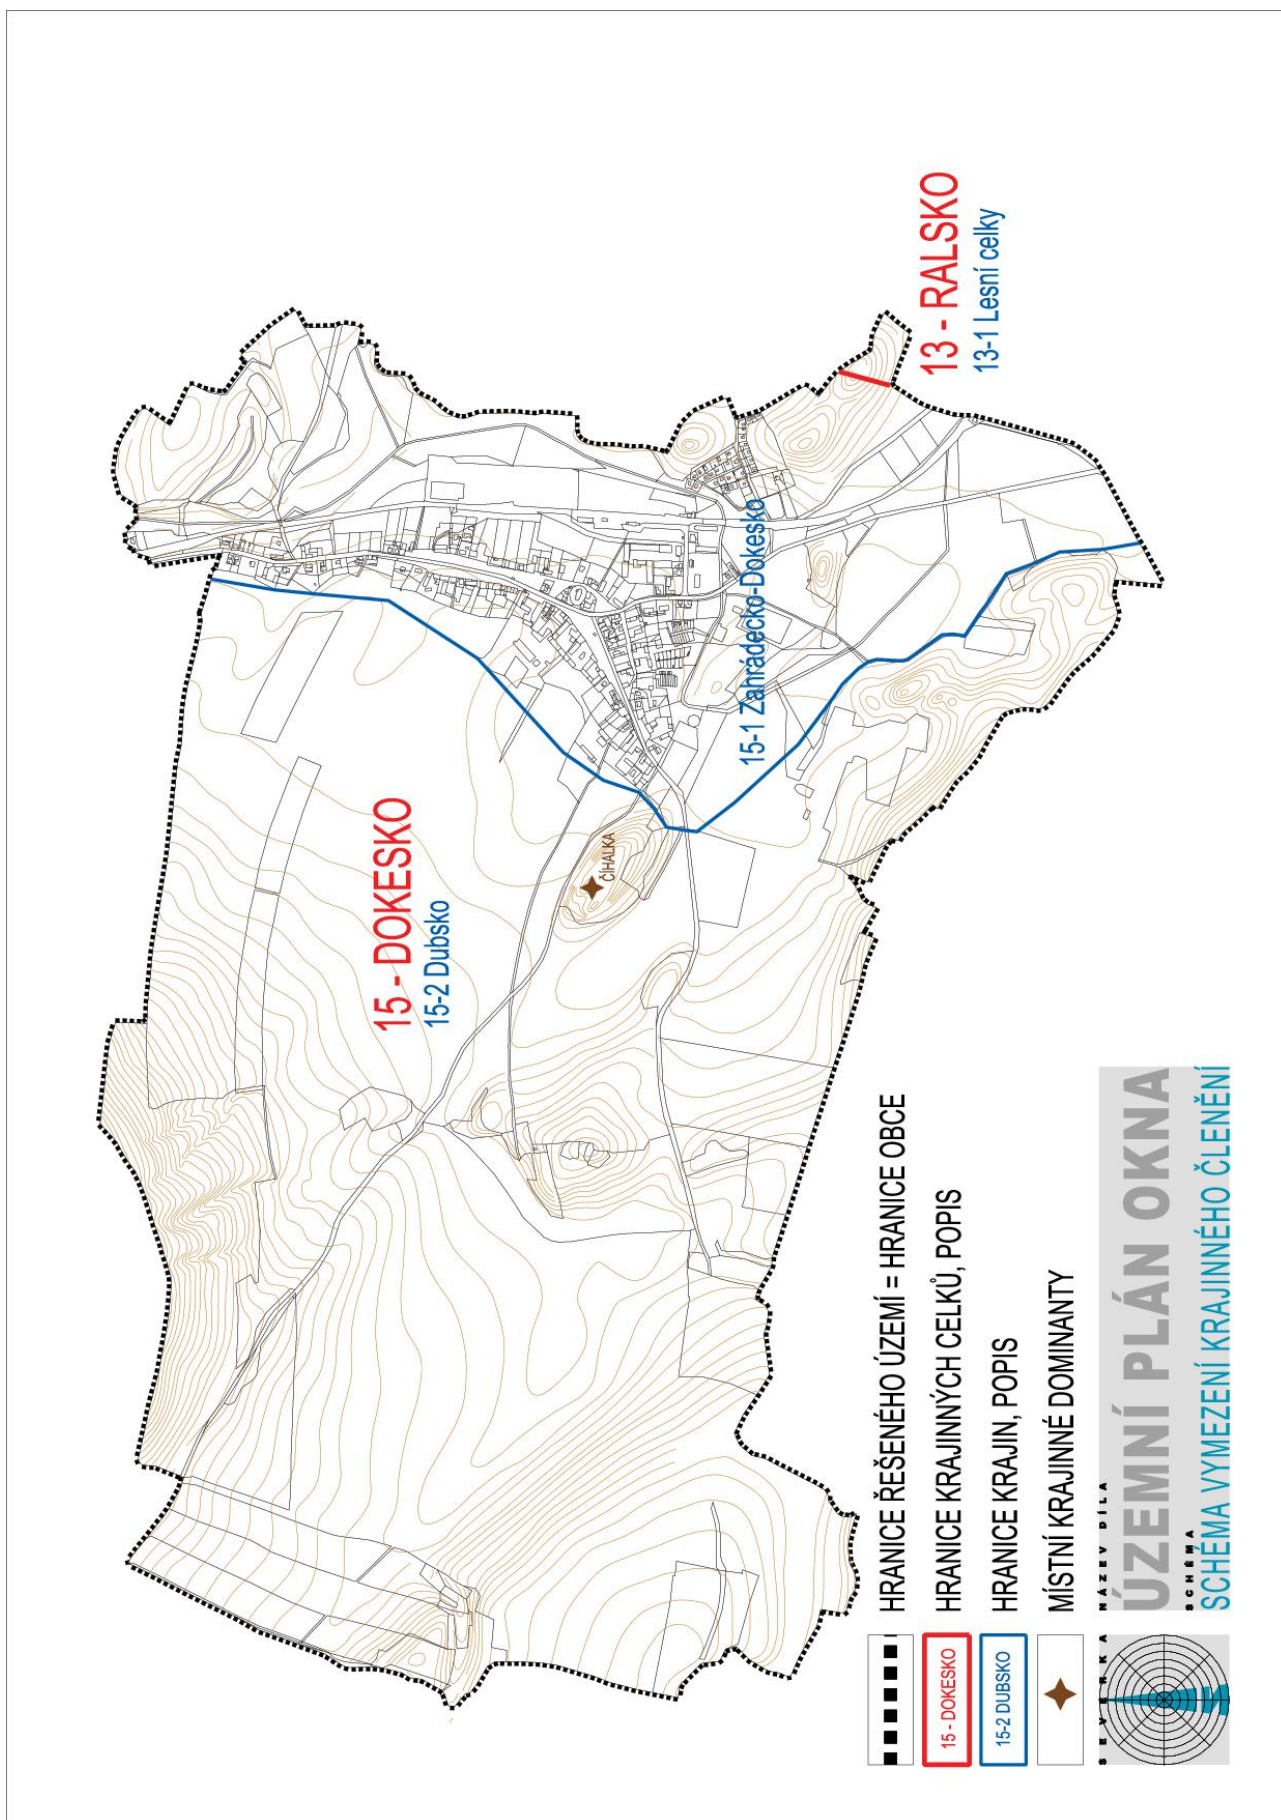 15 - DOKESKO
15-2 Dubsko
ČÍHALKA
15-1 Zahrádecko-Dokesko
13 - RALSKO
13-1 Lesní celky
HRANICE ŘEŠENÉHO ÚZEMÍ = HRANICE OBCE
15 - DOKESKO
HRANICE KRAJINNÝCH CELKŮ, POPIS
15-2 DUBSKO
HRANICE KRAJIN, POPIS
MÍSTNÍ KRAJINNÉ DOMINANTY
SEVERKA
NÁZEV DÍLA
ÚZEMNÍ PLÁN OKNA
SCHÉMA
SCHÉMA VYMEZENÍ KRAJINNÉHO ČLENĚNÍ